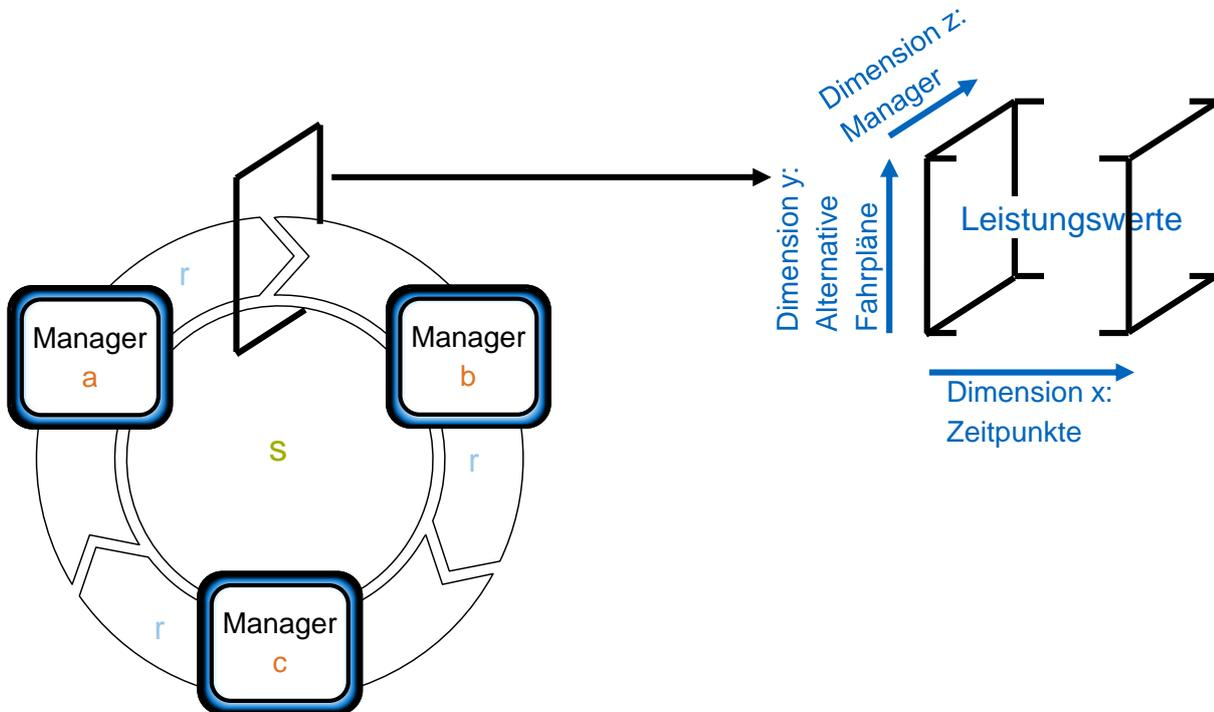 Dimension z:
Manager
Dimension y:
Alternative
Fahrpläne
Leistungswerte
Dimension x:
Zeitpunkte
r
Manager
a
Manager
b
s
r
r
Manager
c